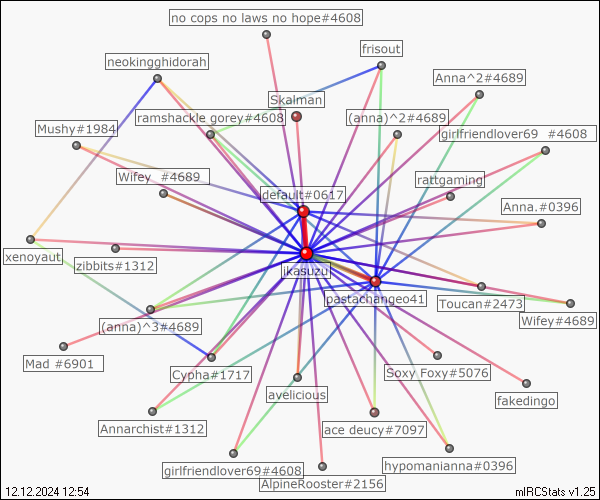 no cops no laws no hope#4608
frisout
neokingghidorah
Anna^2#4689
Skalman
ramshackle gorey#4608
(anna)^2#4689
Mushy#1984
girlfriendlover69 #4608
Wifey #4689
rattgaming
default#0617
Anna.#0396
xenoyaut
zibbits#1312
jkasuzu
pastachangeo41
Toucan#2473
(anna)^3#4689
Wifey#4689
Mad #6901
Cypha#1717
Soxy Foxy#5076
avelicious
fakedingo
Annarchist#1312
ace deucy#7097
girlfriendlover69#4608
hypomanianna#0396
AlpineRooster#2156
12.12.2024 12:54
mIRCStats v1.25